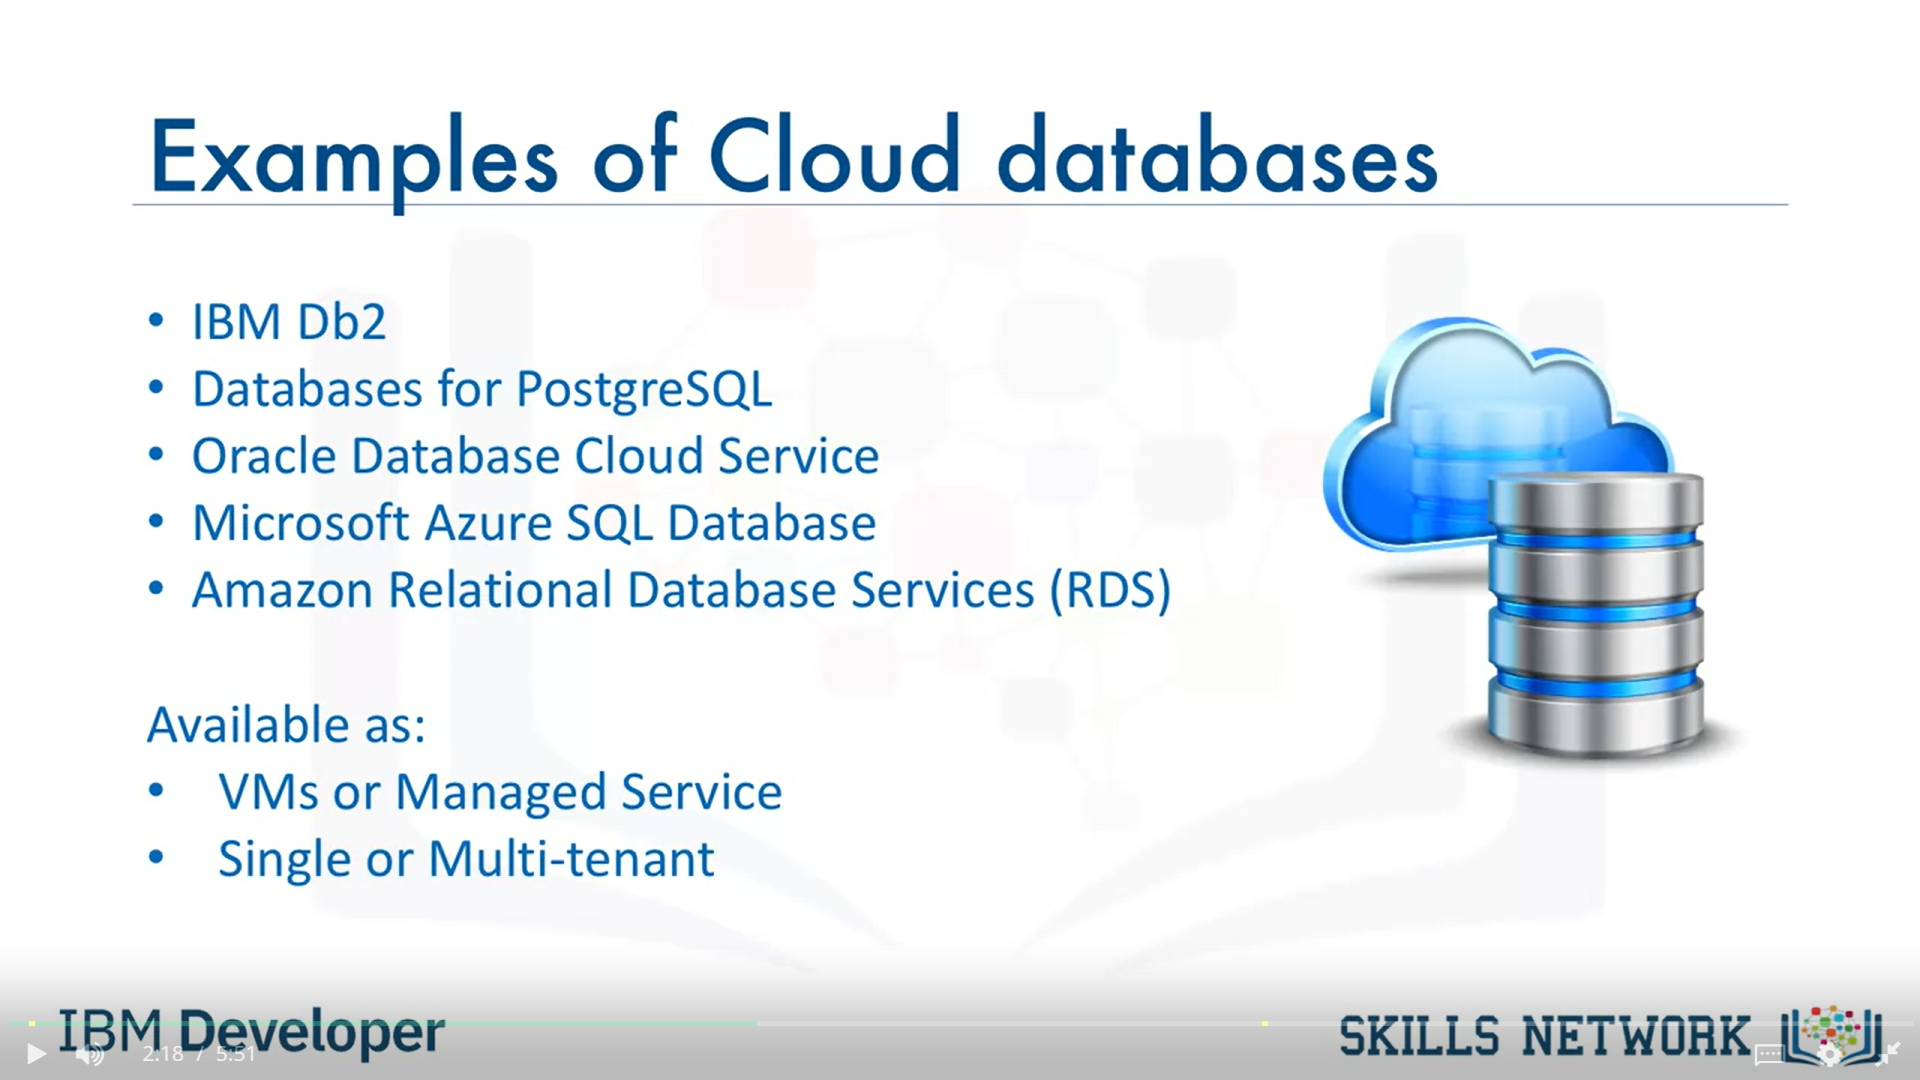 Examples of Cloud databases
• IBM Db2
• Databases for PostgreSQL
• Oracle Database Cloud Service
• Microsoft Azure SQL Database
• Amazon Relational Database Services (RDS)
Available as:
• VMs or Managed Service
• Single or Multi-tenant
IBM Developer
SKILLS NETWORK
2:18 / 5:51